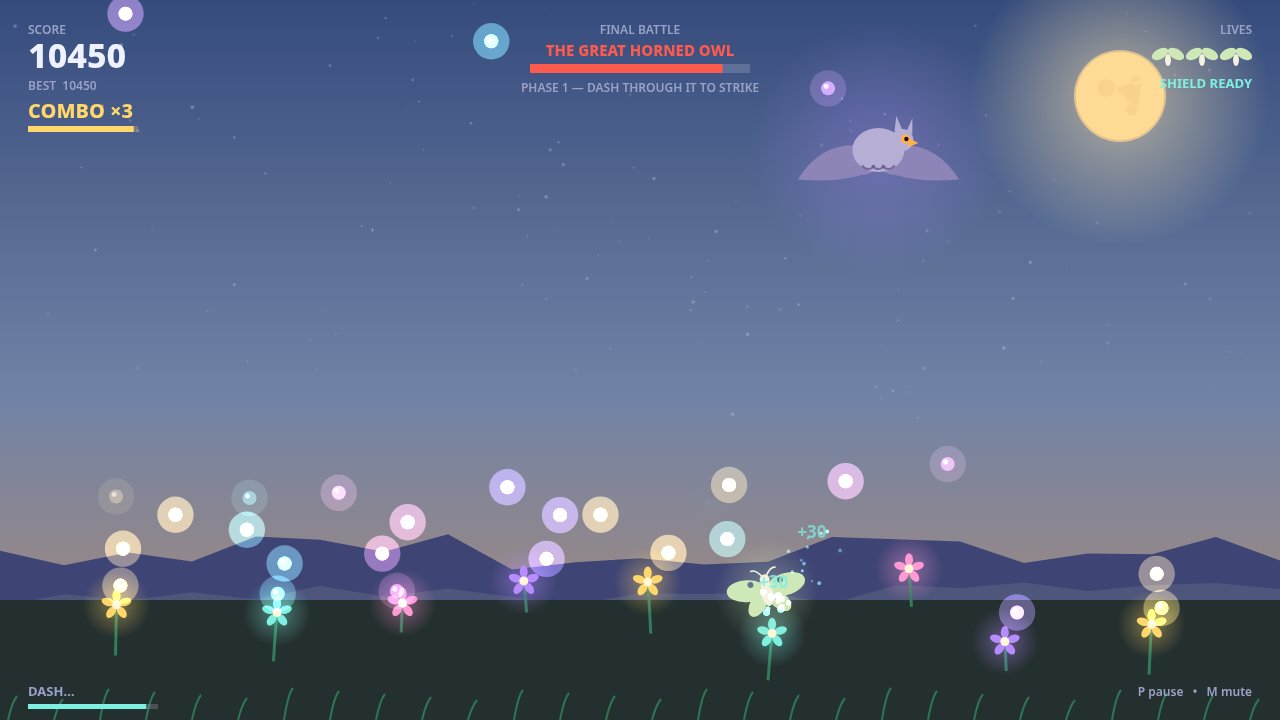 SCORE
10450
BEST 10450
COMBO ×3
FINAL BATTLE
THE GREAT HORNED OWL
PHASE 1 — DASH THROUGH IT TO STRIKE
LIVES
SHIELD READY
+30
DASH...
P pause • M mute